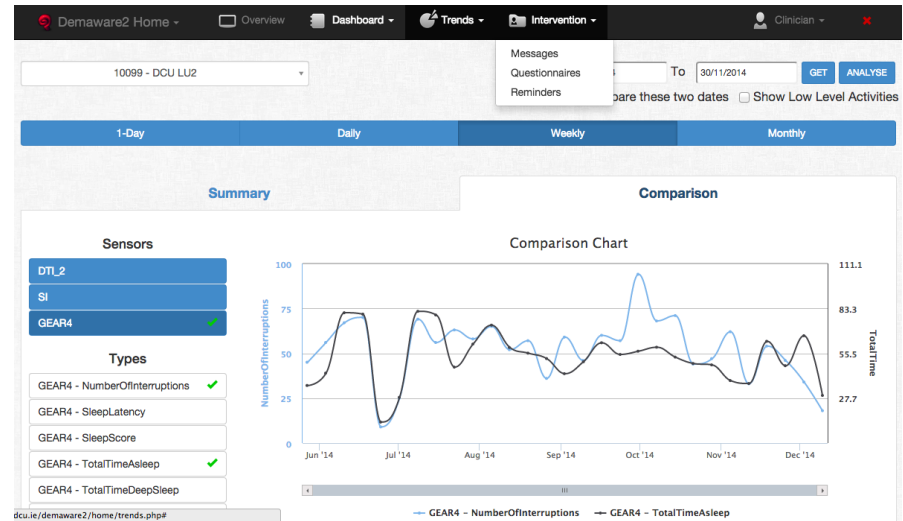 Demaware2 Home Overview Dashboard Trends Intervention Clinician
Messages
Questionnaires
Reminders
10099 - DCU LU2 4 To 30/11/2014 GET ANALYSE
pare these two dates Show Low Level Activities
1-Day Daily Weekly Monthly
Summary Comparison
Sensors
DTI_2
SI
GEAR4
Types
GEAR4 - NumberOfInterruptions
GEAR4 - SleepLatency
GEAR4 - SleepScore
GEAR4 - TotalTimeAsleep
GEAR4 - TotalTimeDeepSleep
Comparison Chart
NumberOfInterruptions
100
75
50
25
0
111.1
83.3
55.5
27.7
TotalTime
Jun '14 Jul '14 Aug '14 Sep '14 Oct '14 Nov '14 Dec '14
GEAR4 - NumberOfInterruptions GEAR4 - TotalTimeAsleep
dcu.ie/demaware2/home/trends.php#